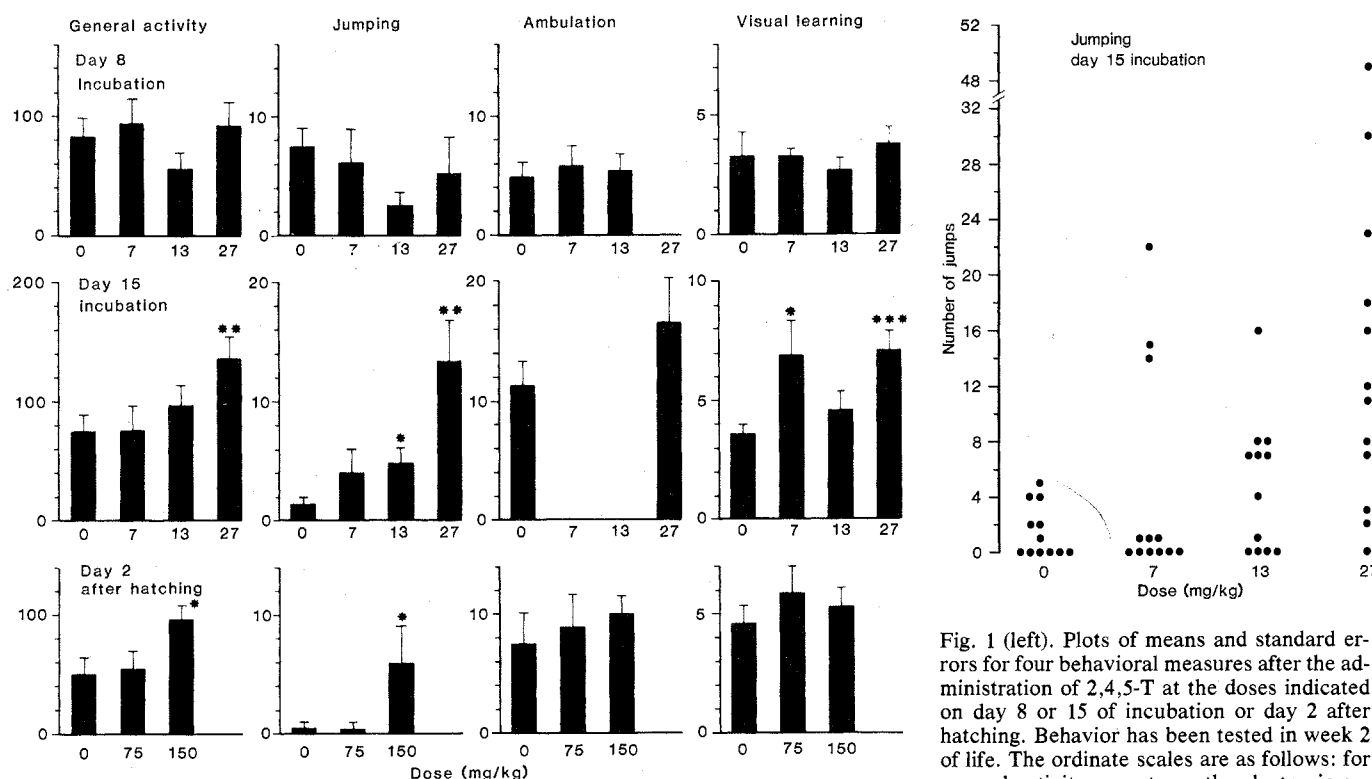 General activity
Jumping
Ambulation
Visual learning
Day 8
Incubation
100
0
0 7 13 27
10
0
0 7 13 27
10
0
0 7 13 27
5
0
0 7 13 27
Day 15
incubation
200
100
0
**
0 7 13 27
20
10
0
*
**
0 7 13 27
20
10
0
0 7 13 27
10
5
0
*
***
0 7 13 27
Day 2
after hatching
100
0
*
0 75 150
10
0
*
0 75 150
10
0
0 75 150
5
0
0 75 150
Dose (mg/kg)
Jumping
day 15 incubation
Number of jumps
52
48
32
28
24
20
16
12
8
4
0
0 7 13
Dose (mg/kg)
Fig. 1 (left). Plots of means and standard er-
rors for four behavioral measures after the ad-
ministration of 2,4,5-T at the doses indicated
on day 8 or 15 of incubation or day 2 after
hatching. Behavior has been tested in week 2
of life. The ordinate scales are as follows: for